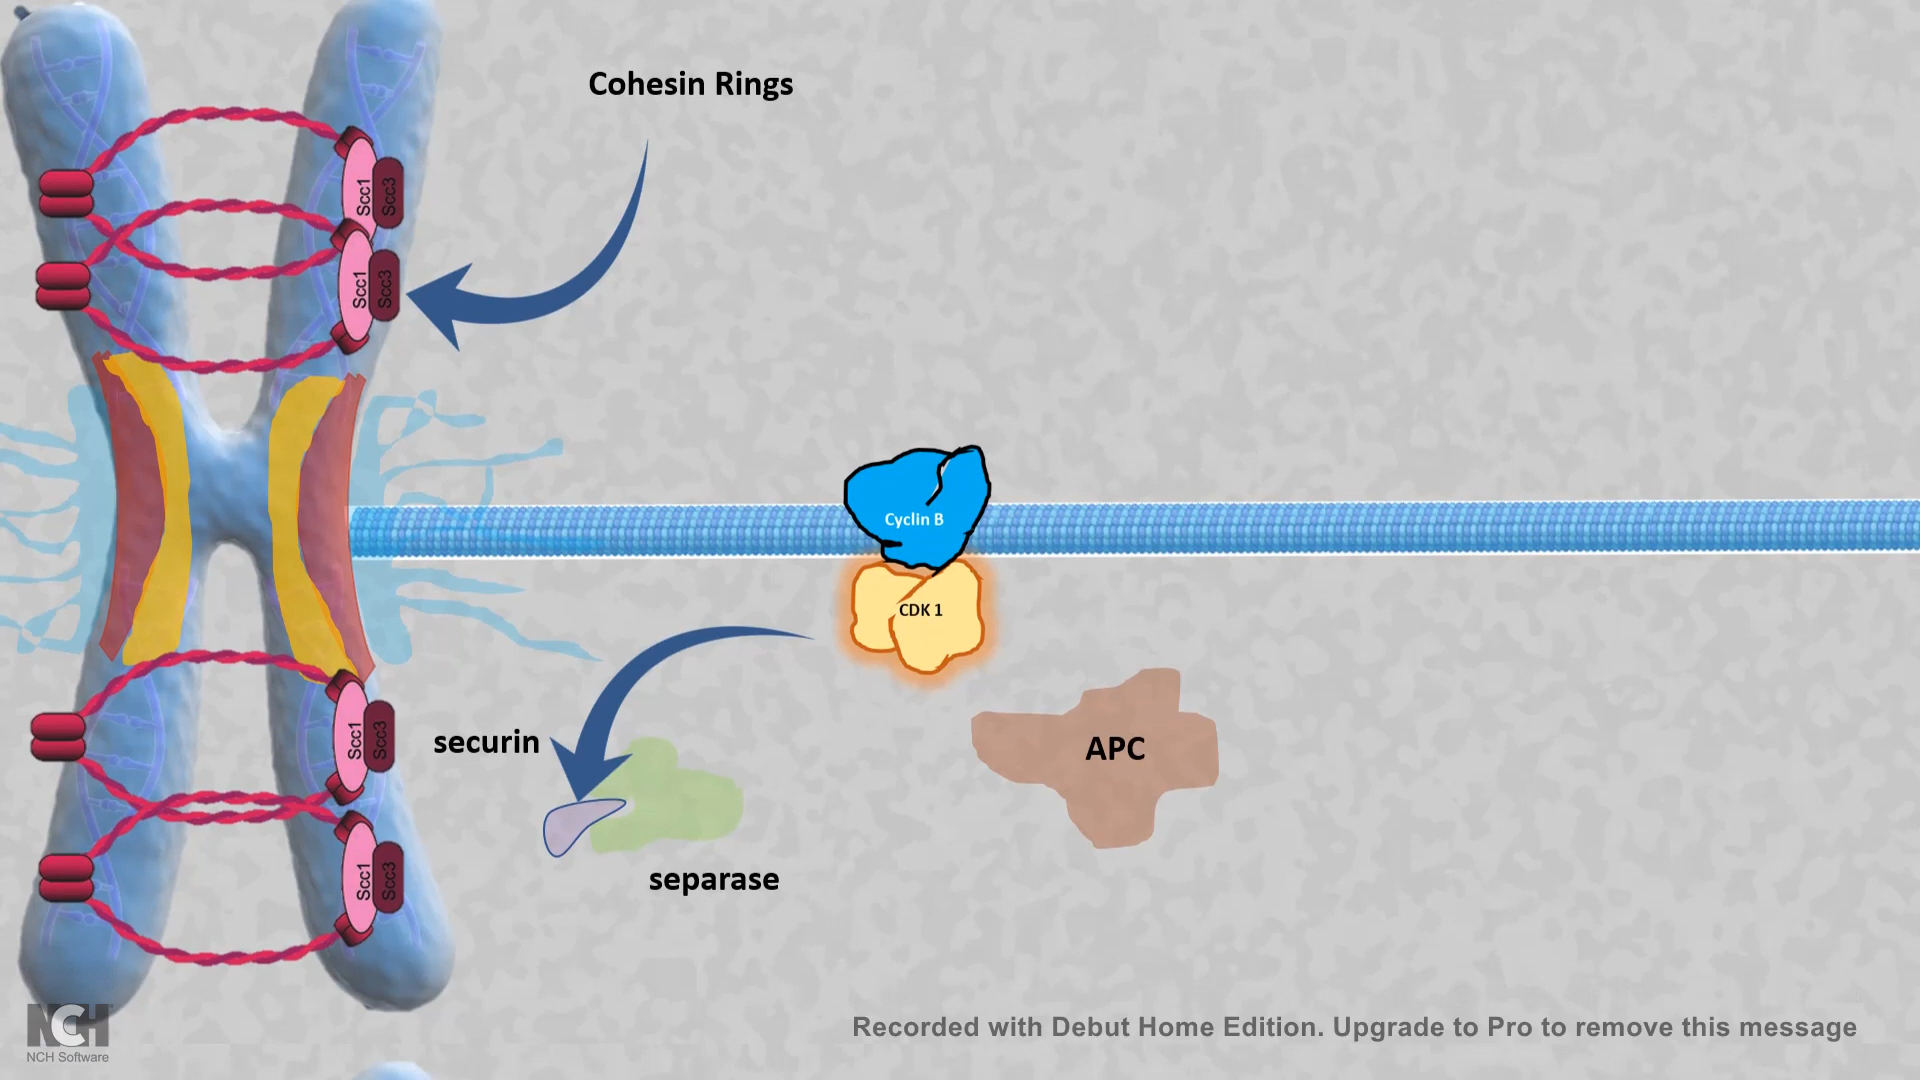 Cohesin Rings
Scc1
Scc3
Scc1
Scc3
Cyclin B
CDK 1
securin
APC
Scc1
Scc3
separase
Scc1
Scc3
NCH
NCH Software
Recorded with Debut Home Edition. Upgrade to Pro to remove this message